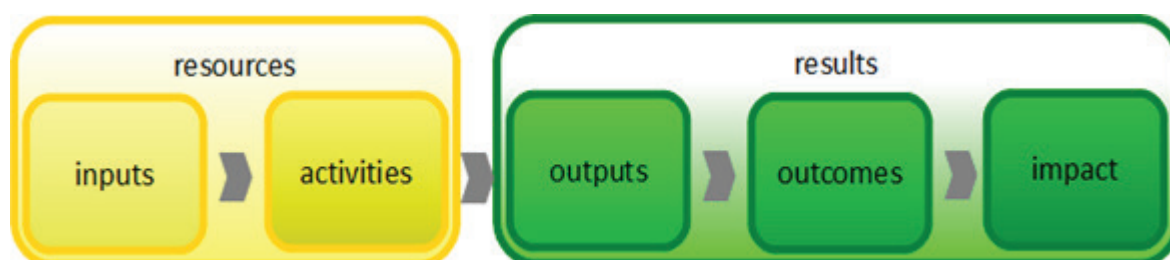 resources
results
inputs
activities
outputs
outcomes
impact